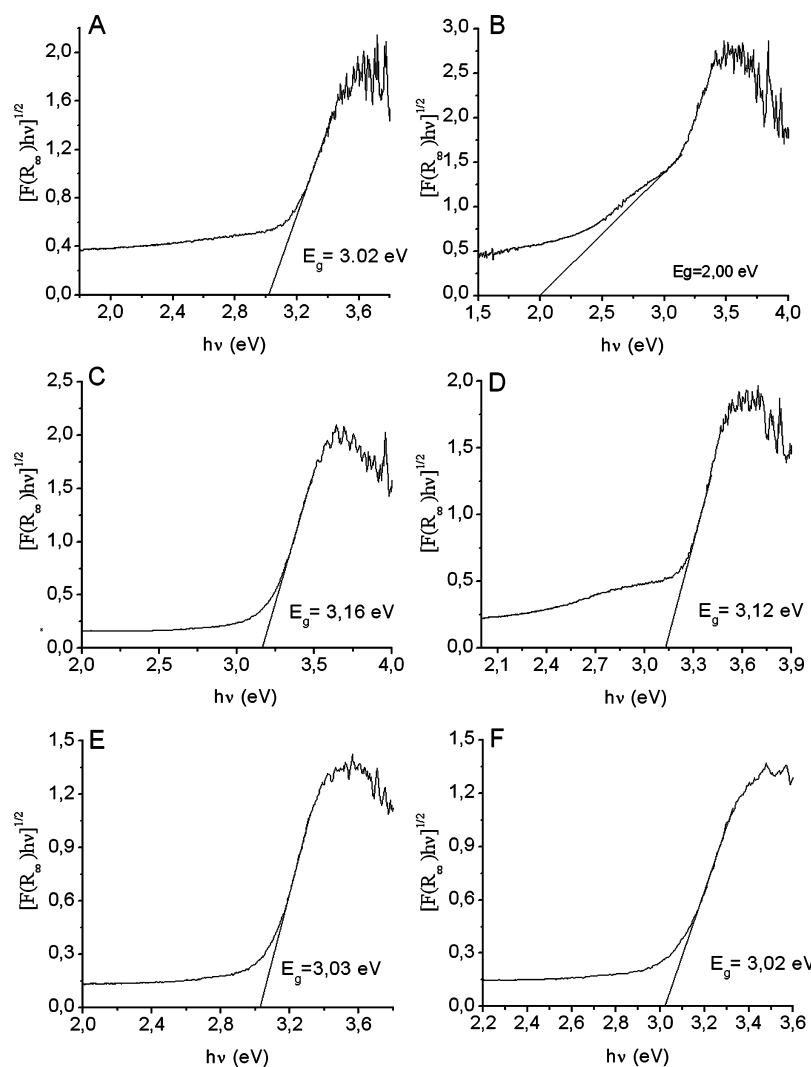 A
[F(R∞)hν]^1/2
2,0
1,6
1,2
0,8
0,4
0,0
E_g= 3.02 eV
2,0 2,4 2,8 3,2 3,6
hν (eV)
B
[F(R∞)hν]^1/2
3,0
2,5
2,0
1,5
1,0
0,5
0,0
Eg=2,00 eV
1,5 2,0 2,5 3,0 3,5 4,0
hν (eV)
C
[F(R∞)hν]^1/2
2,5
2,0
1,5
1,0
0,5
0,0
E_g= 3,16 eV
2,0 2,5 3,0 3,5 4,0
hν (eV)
D
[F(R∞)hν]^1/2
2,0
1,5
1,0
0,5
0,0
E_g= 3,12 eV
2,1 2,4 2,7 3,0 3,3 3,6 3,9
hν (eV)
E
[F(R∞)hν]^1/2
1,5
1,2
0,9
0,6
0,3
0,0
E_g=3,03 eV
2,0 2,4 2,8 3,2 3,6
hν (eV)
F
[F(R∞)hν]^1/2
1,5
1,2
0,9
0,6
0,3
0,0
E_g= 3,02 eV
2,2 2,4 2,6 2,8 3,0 3,2 3,4 3,6
hν (eV)